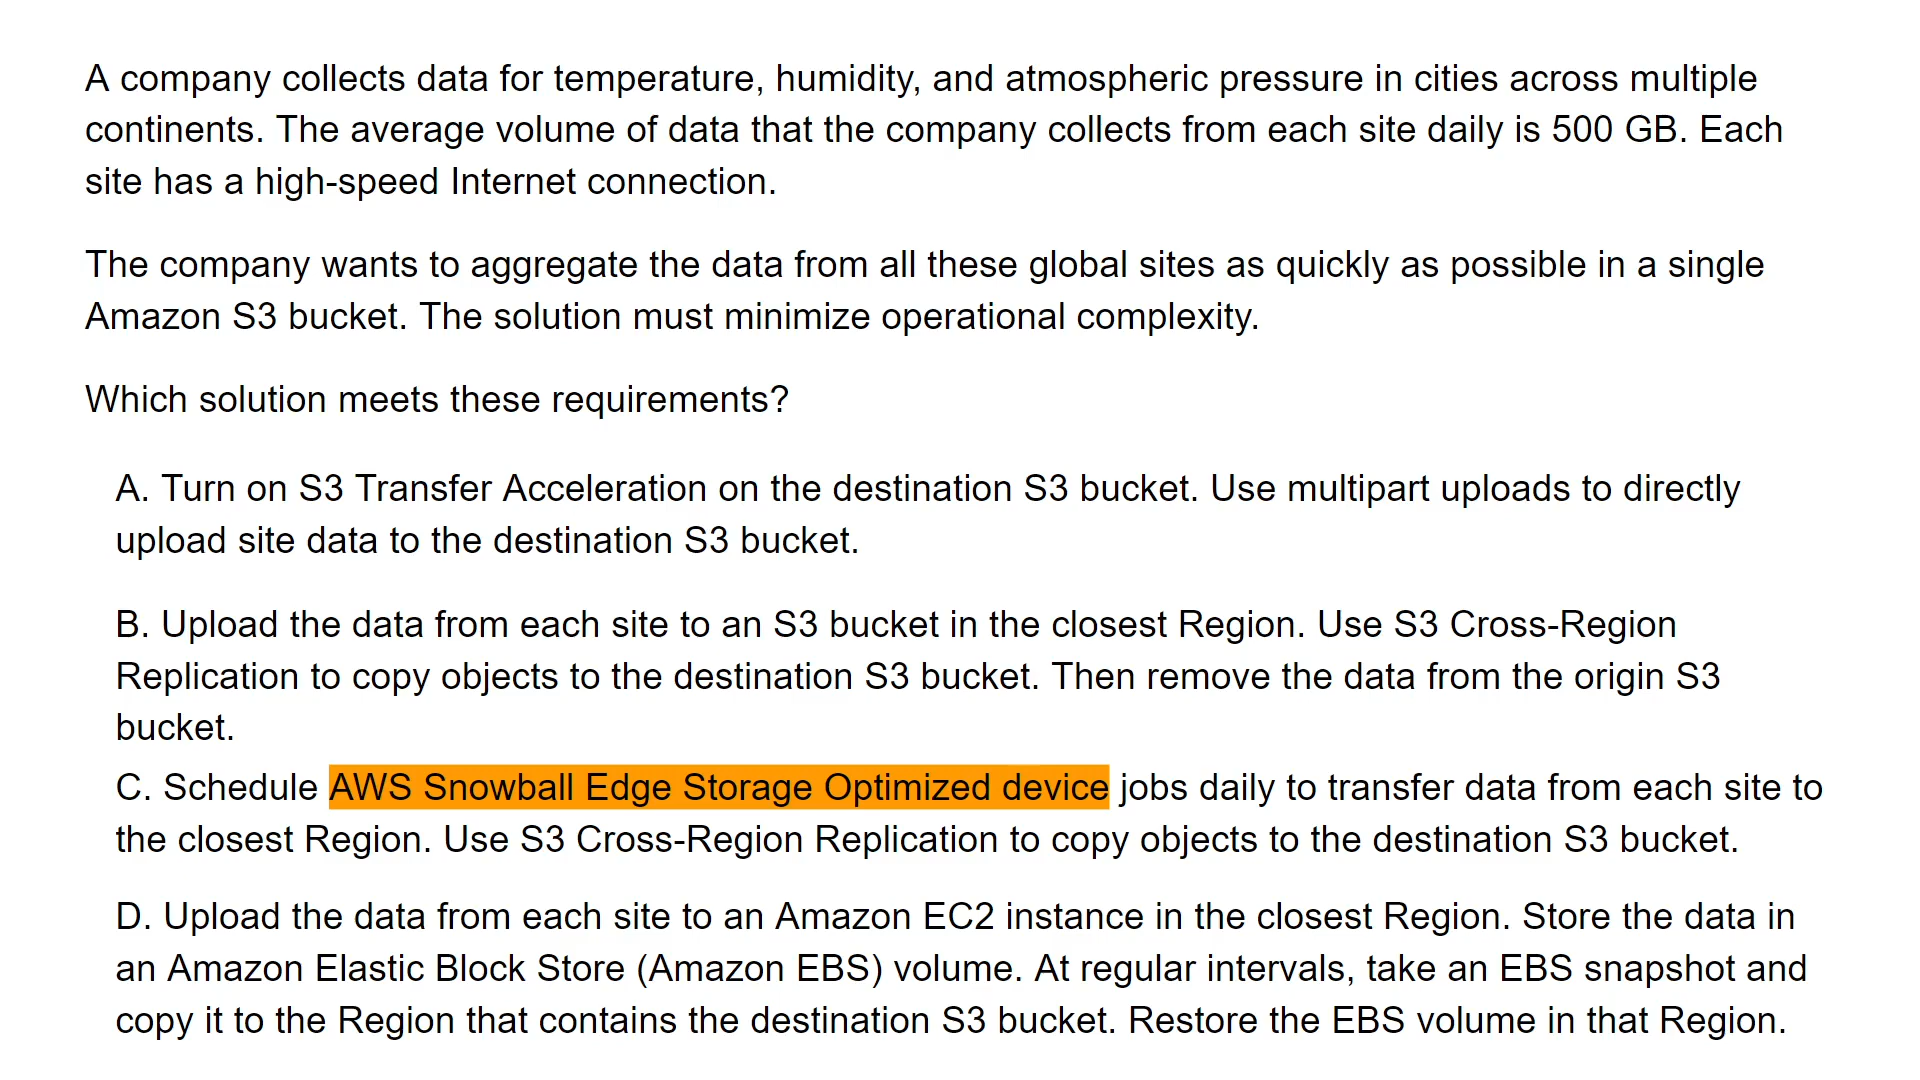 A company collects data for temperature, humidity, and atmospheric pressure in cities across multiple
continents. The average volume of data that the company collects from each site daily is 500 GB. Each
site has a high-speed Internet connection.
The company wants to aggregate the data from all these global sites as quickly as possible in a single
Amazon S3 bucket. The solution must minimize operational complexity.
Which solution meets these requirements?
A. Turn on S3 Transfer Acceleration on the destination S3 bucket. Use multipart uploads to directly
upload site data to the destination S3 bucket.
B. Upload the data from each site to an S3 bucket in the closest Region. Use S3 Cross-Region
Replication to copy objects to the destination S3 bucket. Then remove the data from the origin S3
bucket.
C. Schedule AWS Snowball Edge Storage Optimized device jobs daily to transfer data from each site to
the closest Region. Use S3 Cross-Region Replication to copy objects to the destination S3 bucket.
D. Upload the data from each site to an Amazon EC2 instance in the closest Region. Store the data in
an Amazon Elastic Block Store (Amazon EBS) volume. At regular intervals, take an EBS snapshot and
copy it to the Region that contains the destination S3 bucket. Restore the EBS volume in that Region.